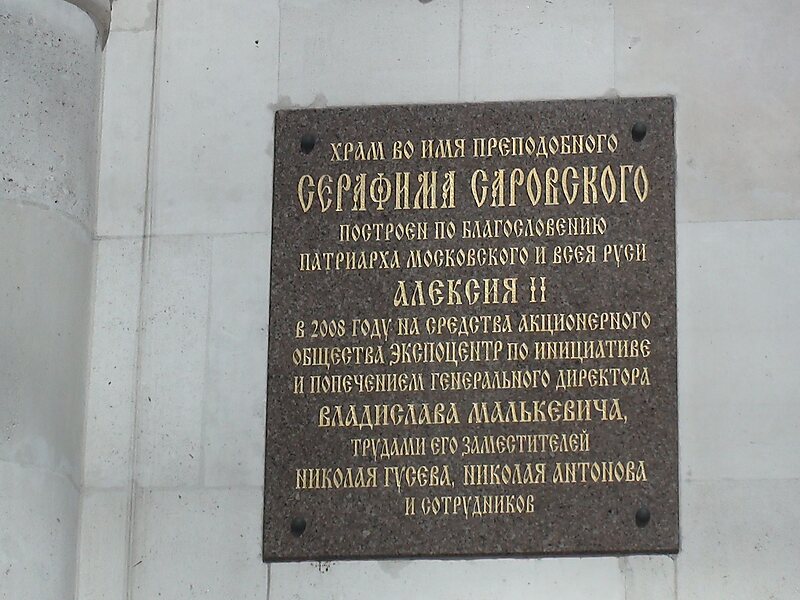 ХРАМ ВО ИМЯ ПРЕПОДОБНОГО
СЕРАФИМА САРОВСКОГО
ПОСТРОЕН ПО БЛАГОСЛОВЕНИЮ
ПАТРИАРХА МОСКОВСКОГО И ВСЕЯ РУСИ
АЛЕКСИЯ II
В 2008 ГОДУ НА СРЕДСТВА АКЦИОНЕРНОГО
ОБЩЕСТВА ЭКСПОЦЕНТР ПО ИНИЦИАТИВЕ
И ПОПЕЧЕНИЕМ ГЕНЕРАЛЬНОГО ДИРЕКТОРА
ВЛАДИСЛАВА МАЛЬКЕВИЧА,
ТРУДАМИ ЕГО ЗАМЕСТИТЕЛЕЙ
НИКОЛАЯ ГУСЕВА, НИКОЛАЯ АНТОНОВА
И СОТРУДНИКОВ